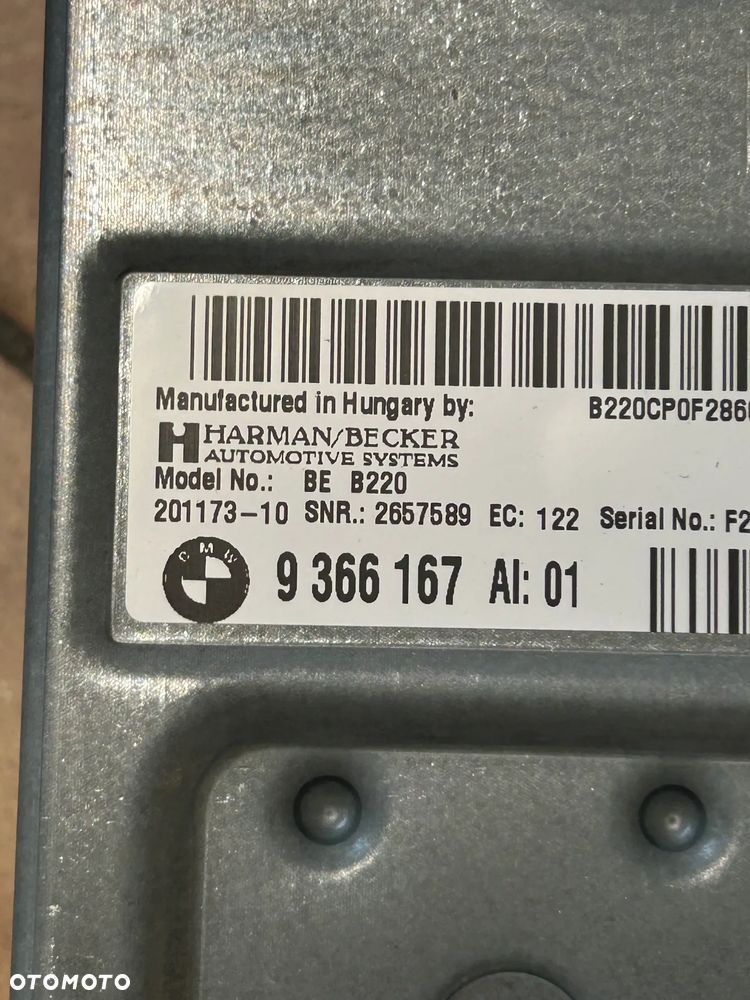 Manufactured in Hungary by:
B220CP0F286
HARMAN/BECKER
AUTOMOTIVE SYSTEMS
Model No.: BE B220
201173-10 SNR.: 2657589 EC: 122 Serial No.: F2
BMW
9 366 167 AI: 01
OTOMOTO